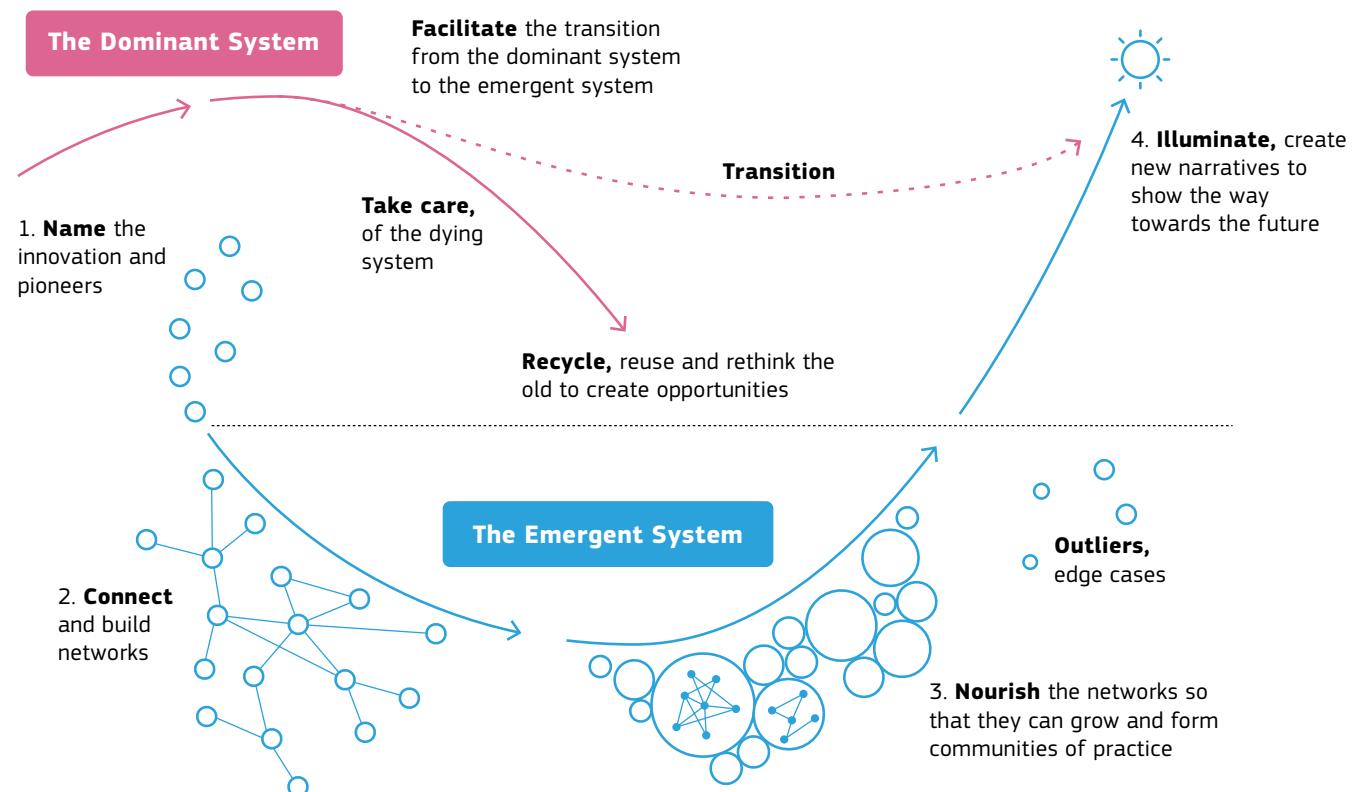 The Dominant System
Facilitate the transition
from the dominant system
to the emergent system
Transition
4. Illuminate, create
new narratives to
show the way
towards the future
Take care,
of the dying
system
1. Name the
innovation and
pioneers
Recycle, reuse and rethink the
old to create opportunities
The Emergent System
Outliers,
edge cases
2. Connect
and build
networks
3. Nourish the networks so
that they can grow and form
communities of practice